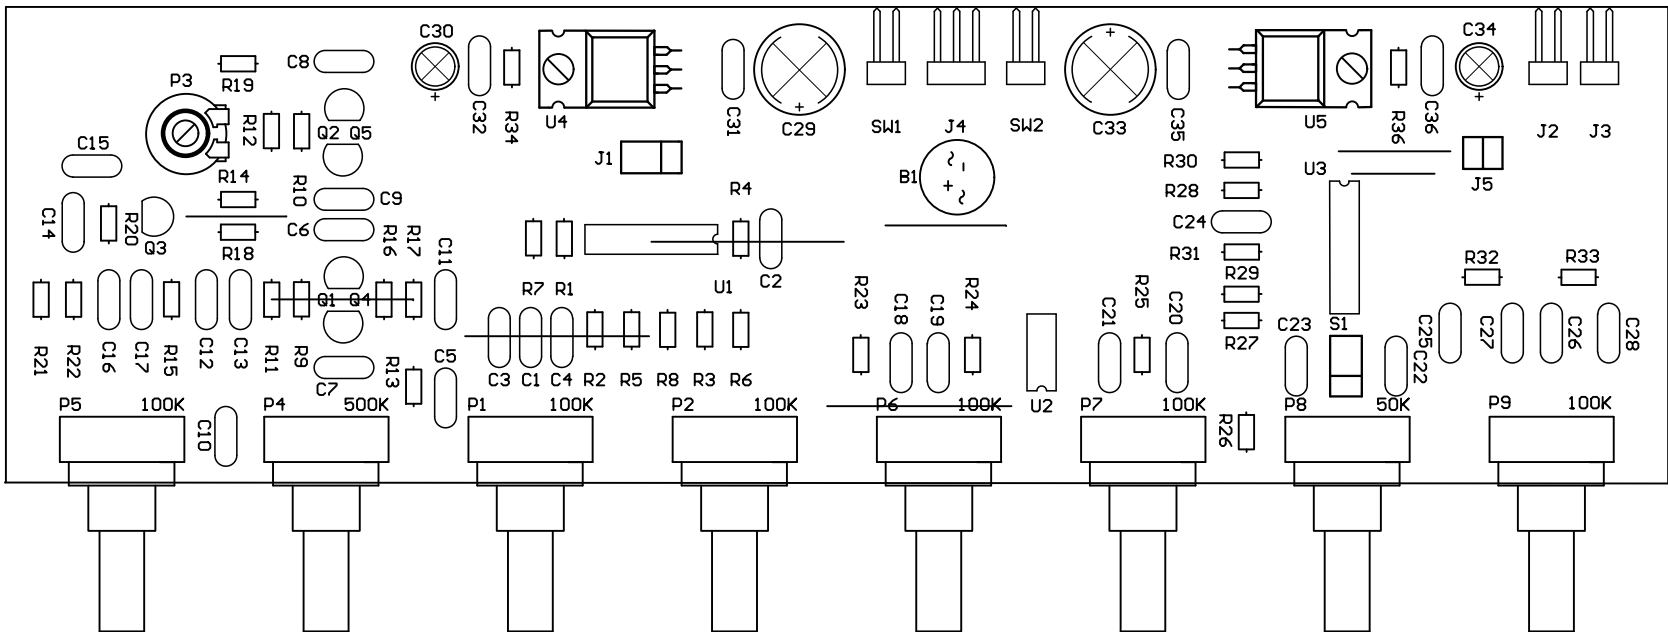 C30
C34
P3
R19
C8
C32
R34
U4
C31
C29
SW1
J4
SW2
C33
C35
U5
R36
C36
J2
J3
R12
Q2
Q5
C15
J1
R30
U3
R14
R10
B1
R4
R28
J5
C9
C14
R20
Q3
C6
R16
R17
C11
C24
R18
R31
C2
R29
R32
R33
Q1
Q4
R7
R1
U1
R23
C18
C19
R24
C21
R25
C20
C23
S1
R27
C25
C27
C26
C28
R21
R22
C16
C17
R15
C12
C13
R11
R9
C7
R13
C5
C3
C1
C4
R2
R5
R8
R3
R6
C22
P5 100K
P4 500K
P1 100K
P2 100K
P6 100K
U2
P7 100K
P8 50K
P9 100K
C10
R26